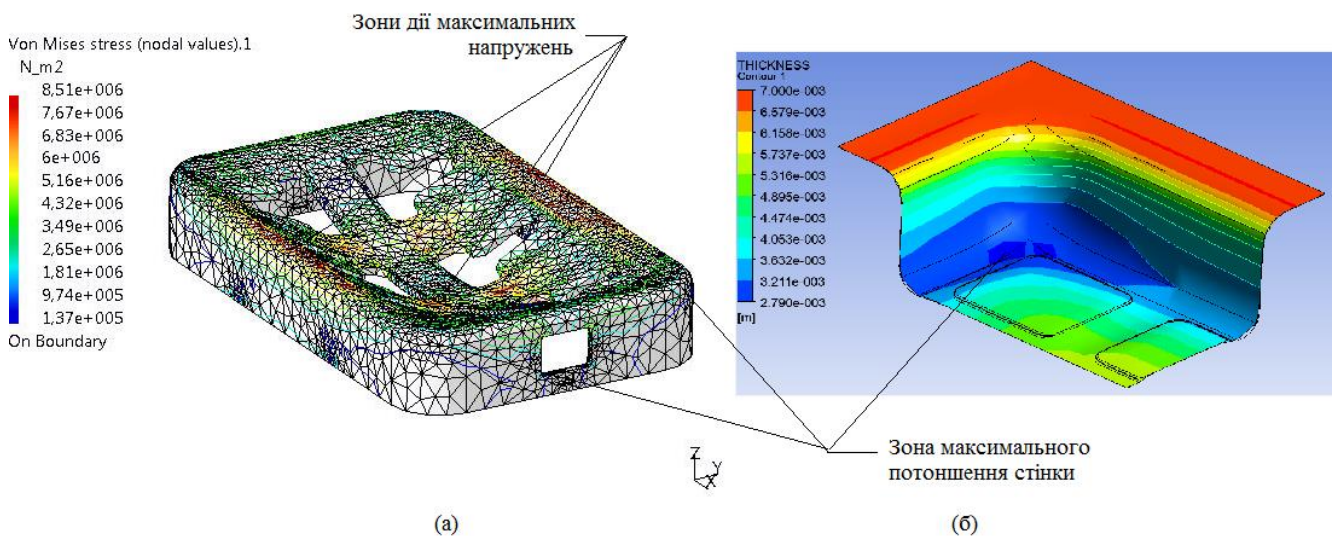 Зони дії максимальних
напружень
Von Mises stress (nodal values).1
N_m2
8,51e+006
7,67e+006
6,83e+006
6e+006
5,16e+006
4,32e+006
3,49e+006
2,65e+006
1,81e+006
9,74e+005
1,37e+005
On Boundary
THICKNESS
Contour 1
7.000e-003
6.579e-003
6.158e-003
5.737e-003
5.316e-003
4.895e-003
4.474e-003
4.053e-003
3.632e-003
3.211e-003
2.790e-003
[m]
Z
Y
X
Зона максимального
потоншення стінки
(а)
(б)